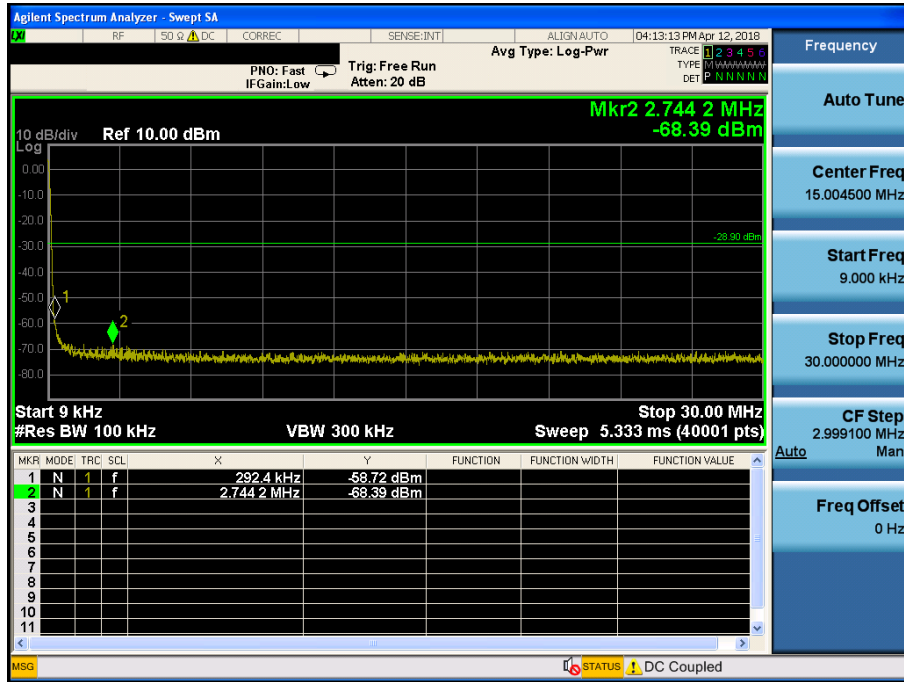 Agilent Spectrum Analyzer - Swept SA
LXI RF 50 Ω DC CORREC SENSE:INT ALIGN AUTO 04:13:13 PM Apr 12, 2018
Avg Type: Log-Pwr
TRACE 1 2 3 4 5 6
TYPE M WWWWW
DET P N N N N N
PNO: Fast
IFGain:Low
Trig: Free Run
Atten: 20 dB
Mkr2 2.744 2 MHz
-68.39 dBm
10 dB/div Ref 10.00 dBm
Log
0.00
-10.0
-20.0
-28.90 dBm
-30.0
-40.0
-50.0
1
-60.0
2
-70.0
-80.0
Start 9 kHz Stop 30.00 MHz
#Res BW 100 kHz VBW 300 kHz Sweep 5.333 ms (40001 pts)
MKR MODE TRC SCL X Y FUNCTION FUNCTION WIDTH FUNCTION VALUE
1 N 1 f 292.4 kHz -58.72 dBm
2 N 1 f 2.744 2 MHz -68.39 dBm
3
4
5
6
7
8
9
10
11
MSG STATUS DC Coupled
Frequency
Auto Tune
Center Freq
15.004500 MHz
Start Freq
9.000 kHz
Stop Freq
30.000000 MHz
CF Step
2.999100 MHz
Auto Man
Freq Offset
0 Hz